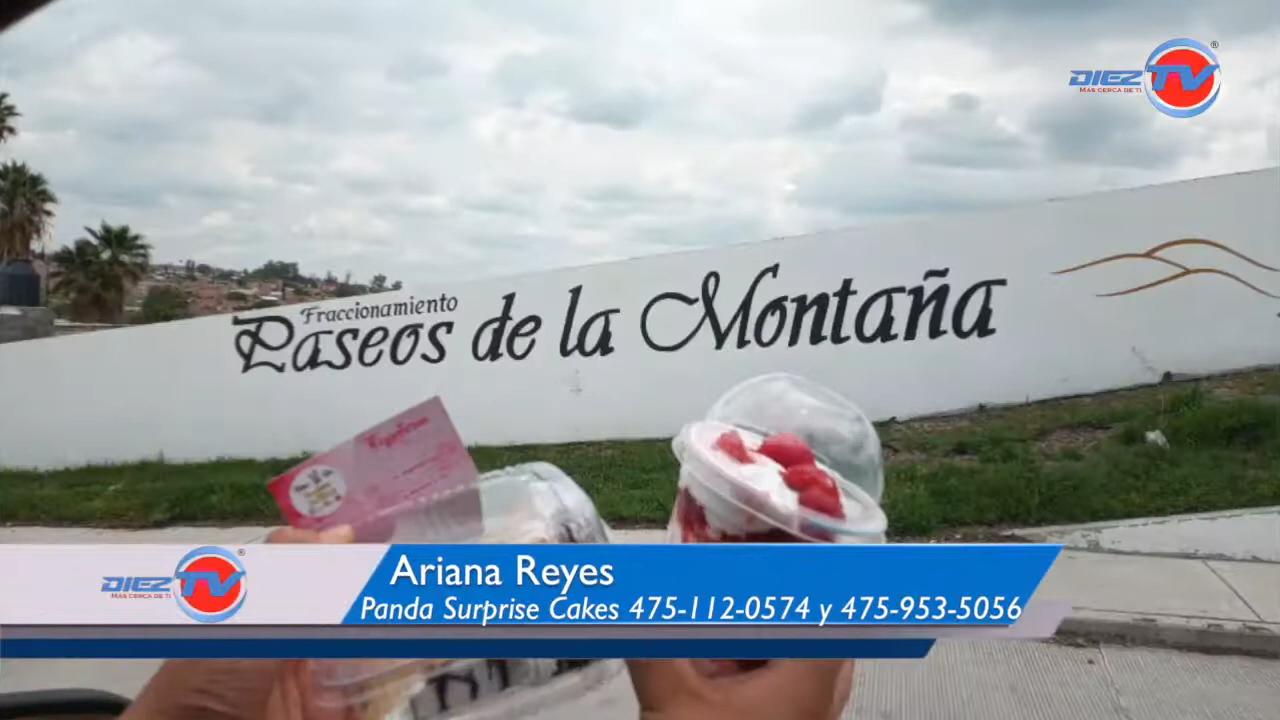 DIEZ TV
MÁS CERCA DE TI
Fraccionamiento
Paseos de la Montaña
DIEZ TV
MÁS CERCA DE TI
Ariana Reyes
Panda Surprise Cakes 475-112-0574 y 475-953-5056